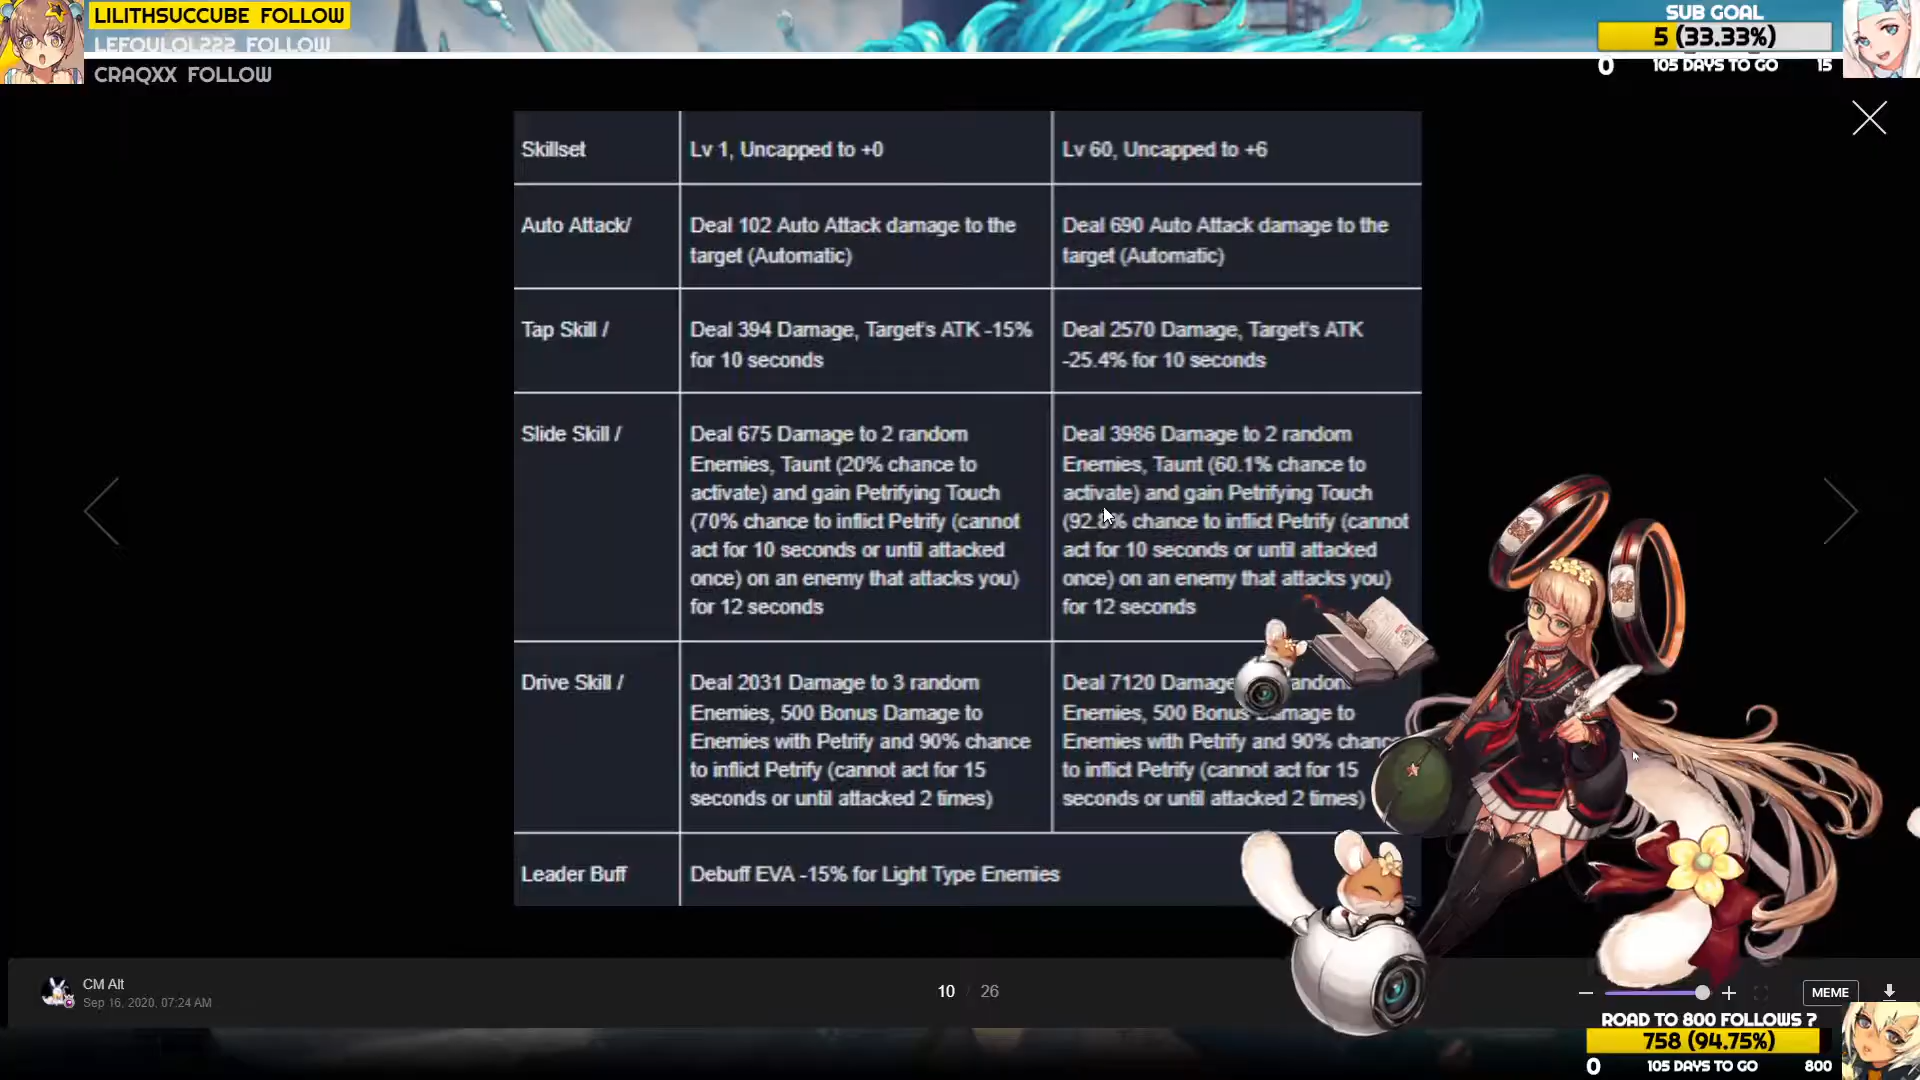 LILITHSUCCUBE FOLLOW
LEFOULOL222 FOLLOW
CRAQXX FOLLOW
SUB GOAL
5 (33.33%)
0 105 DAYS TO GO 15
Skillset Lv 1, Uncapped to +0 Lv 60, Uncapped to +6
Auto Attack/ Deal 102 Auto Attack damage to the Deal 690 Auto Attack damage to the
target (Automatic) target (Automatic)
Tap Skill / Deal 394 Damage, Target's ATK -15% Deal 2570 Damage, Target's ATK
for 10 seconds -25.4% for 10 seconds
Slide Skill / Deal 675 Damage to 2 random Deal 3986 Damage to 2 random
Enemies, Taunt (20% chance to Enemies, Taunt (60.1% chance to
activate) and gain Petrifying Touch activate) and gain Petrifying Touch
(70% chance to inflict Petrify (cannot chance to inflict Petrify (cannot
act for 10 seconds or until attacked act for 10 seconds or until attacked
once) on an enemy that attacks you) once) on an enemy that attacks you)
for 12 seconds for 12 seconds
Drive Skill / Deal 2031 Damage to 3 random Deal 7120 Damage
Enemies, 500 Bonus Damage to Enemies, 500 Bonus Damage to
Enemies with Petrify and 90% chance Enemies with Petrify and 90% chance
to inflict Petrify (cannot act for 15 to inflict Petrify (cannot act for 15
seconds or until attacked 2 times) seconds or until attacked 2 times)
Leader Buff Debuff EVA -15% for Light Type Enemies
CM Alt
Sep 16, 2020, 07:24 AM
10 / 26
MEME
ROAD TO 800 FOLLOWS ?
758 (94.75%)
0 105 DAYS TO GO 800